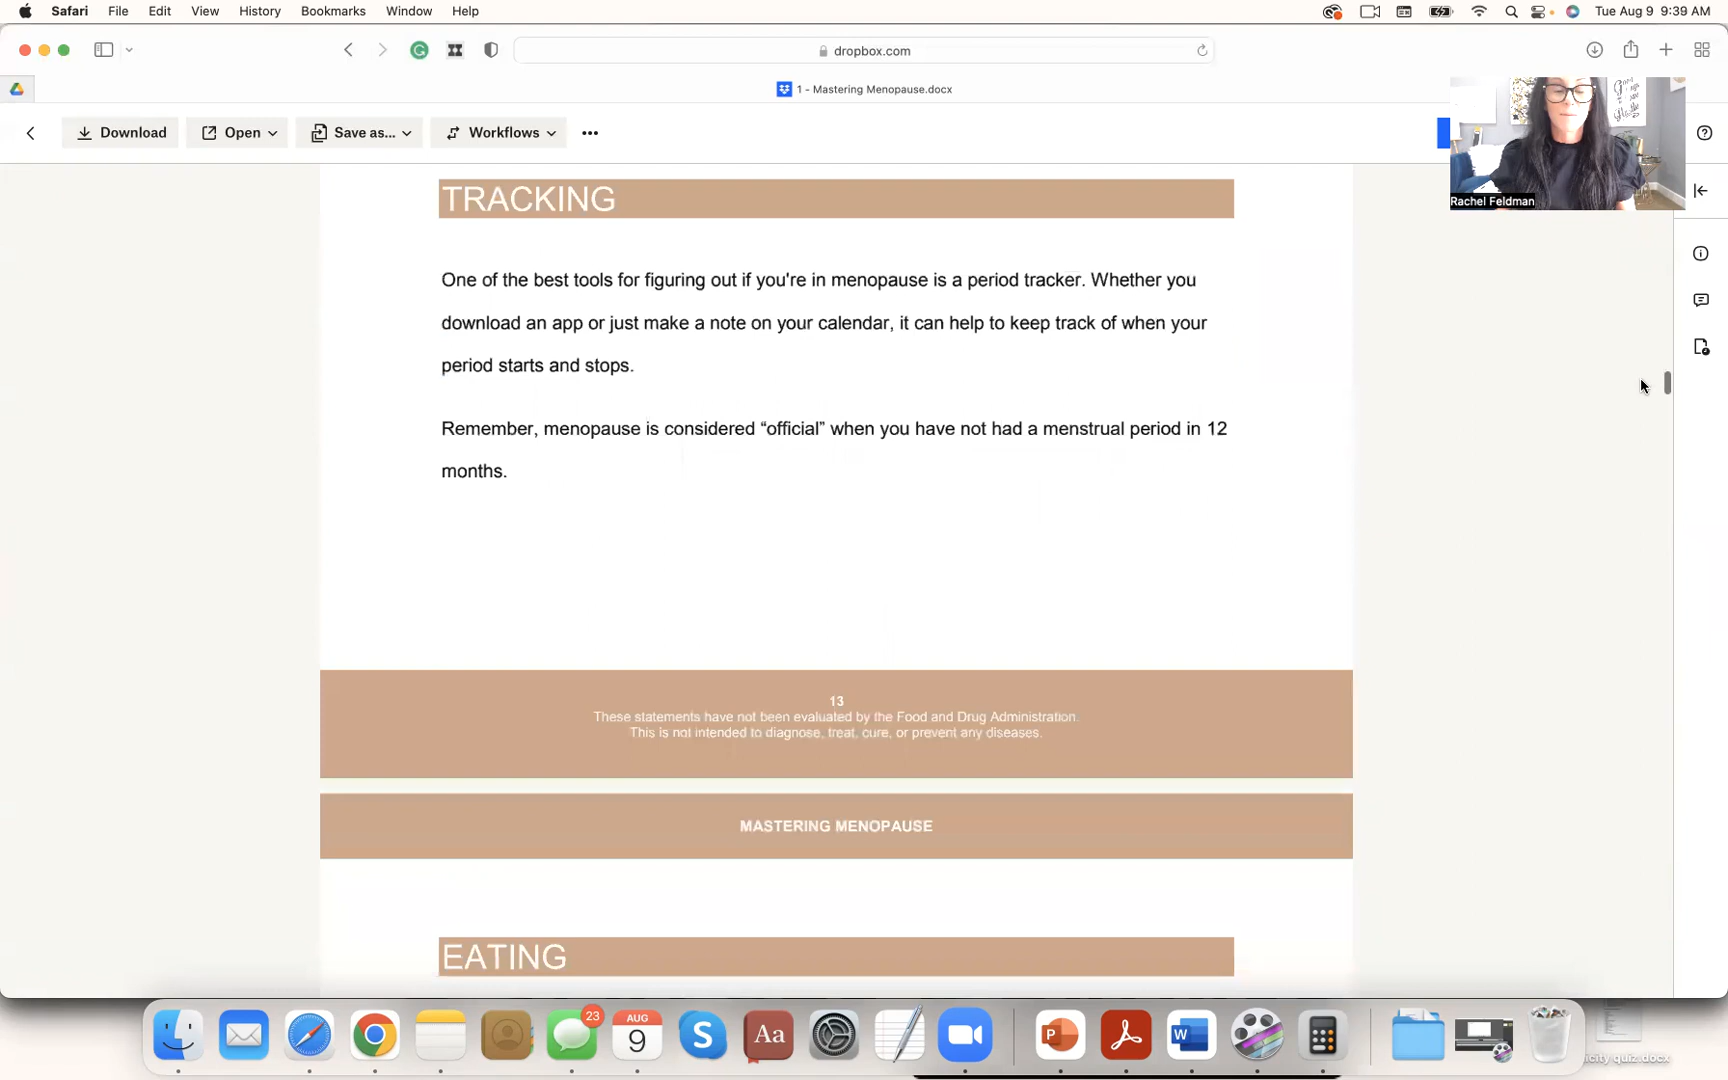 Safari File Edit View History Bookmarks Window Help Tue Aug 9 9:39 AM
dropbox.com
1 - Mastering Menopause.docx
Download Open Save as... Workflows
Rachel Feldman
TRACKING
One of the best tools for figuring out if you're in menopause is a period tracker. Whether you
download an app or just make a note on your calendar, it can help to keep track of when your
period starts and stops.
Remember, menopause is considered “official” when you have not had a menstrual period in 12
months.
13
These statements have not been evaluated by the Food and Drug Administration.
This is not intended to diagnose, treat, cure, or prevent any diseases.
MASTERING MENOPAUSE
EATING
23
AUG
9
Aa
P
W
quiz.docx